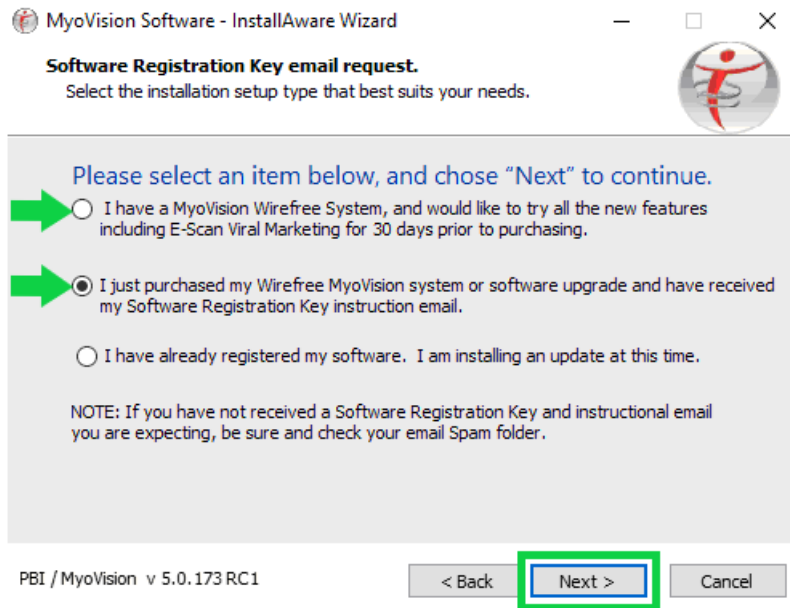 MyoVision Software - InstallAware Wizard
Software Registration Key email request.
Select the installation setup type that best suits your needs.
Please select an item below, and chose “Next” to continue.
I have a MyoVision Wirefree System, and would like to try all the new features
including E-Scan Viral Marketing for 30 days prior to purchasing.
I just purchased my Wirefree MyoVision system or software upgrade and have received
my Software Registration Key instruction email.
I have already registered my software. I am installing an update at this time.
NOTE: If you have not received a Software Registration Key and instructional email
you are expecting, be sure and check your email Spam folder.
PBI / MyoVision v 5.0.173 RC1
< Back
Next >
Cancel